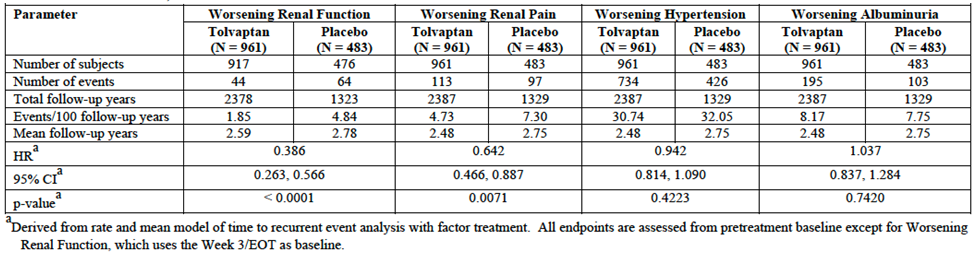 Parameter Worsening Renal Function Worsening Renal Pain Worsening Hypertension Worsening Albuminuria
Tolvaptan Placebo Tolvaptan Placebo Tolvaptan Placebo Tolvaptan Placebo
(N = 961) (N = 483) (N = 961) (N = 483) (N = 961) (N = 483) (N = 961) (N = 483)
Number of subjects 917 476 961 483 961 483 961 483
Number of events 44 64 113 97 734 426 195 103
Total follow-up years 2378 1323 2387 1329 2387 1329 2387 1329
Events/100 follow-up years 1.85 4.84 4.73 7.30 30.74 32.05 8.17 7.75
Mean follow-up years 2.59 2.78 2.48 2.75 2.48 2.75 2.48 2.75
HRa 0.386 0.642 0.942 1.037
95% CIa 0.263, 0.566 0.466, 0.887 0.814, 1.090 0.837, 1.284
p-valuea < 0.0001 0.0071 0.4223 0.7420
aDerived from rate and mean model of time to recurrent event analysis with factor treatment. All endpoints are assessed from pretreatment baseline except for Worsening
Renal Function, which uses the Week 3/EOT as baseline.